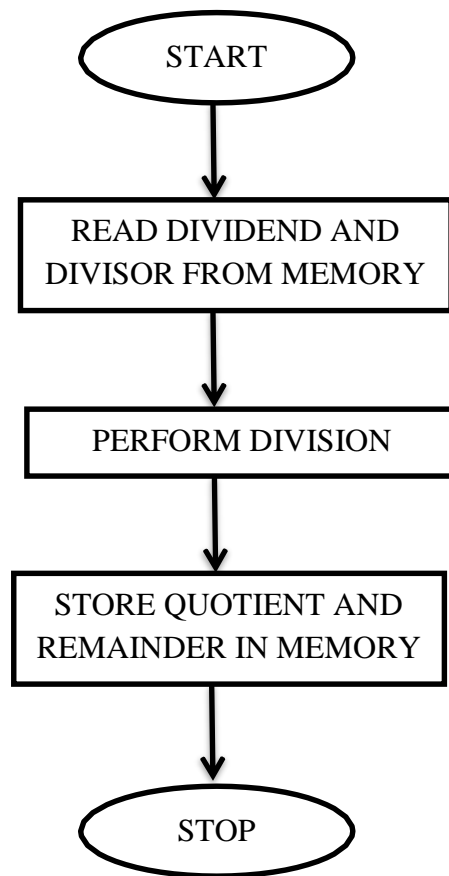 START
READ DIVIDEND AND
DIVISOR FROM MEMORY
PERFORM DIVISION
STORE QUOTIENT AND
REMAINDER IN MEMORY
STOP